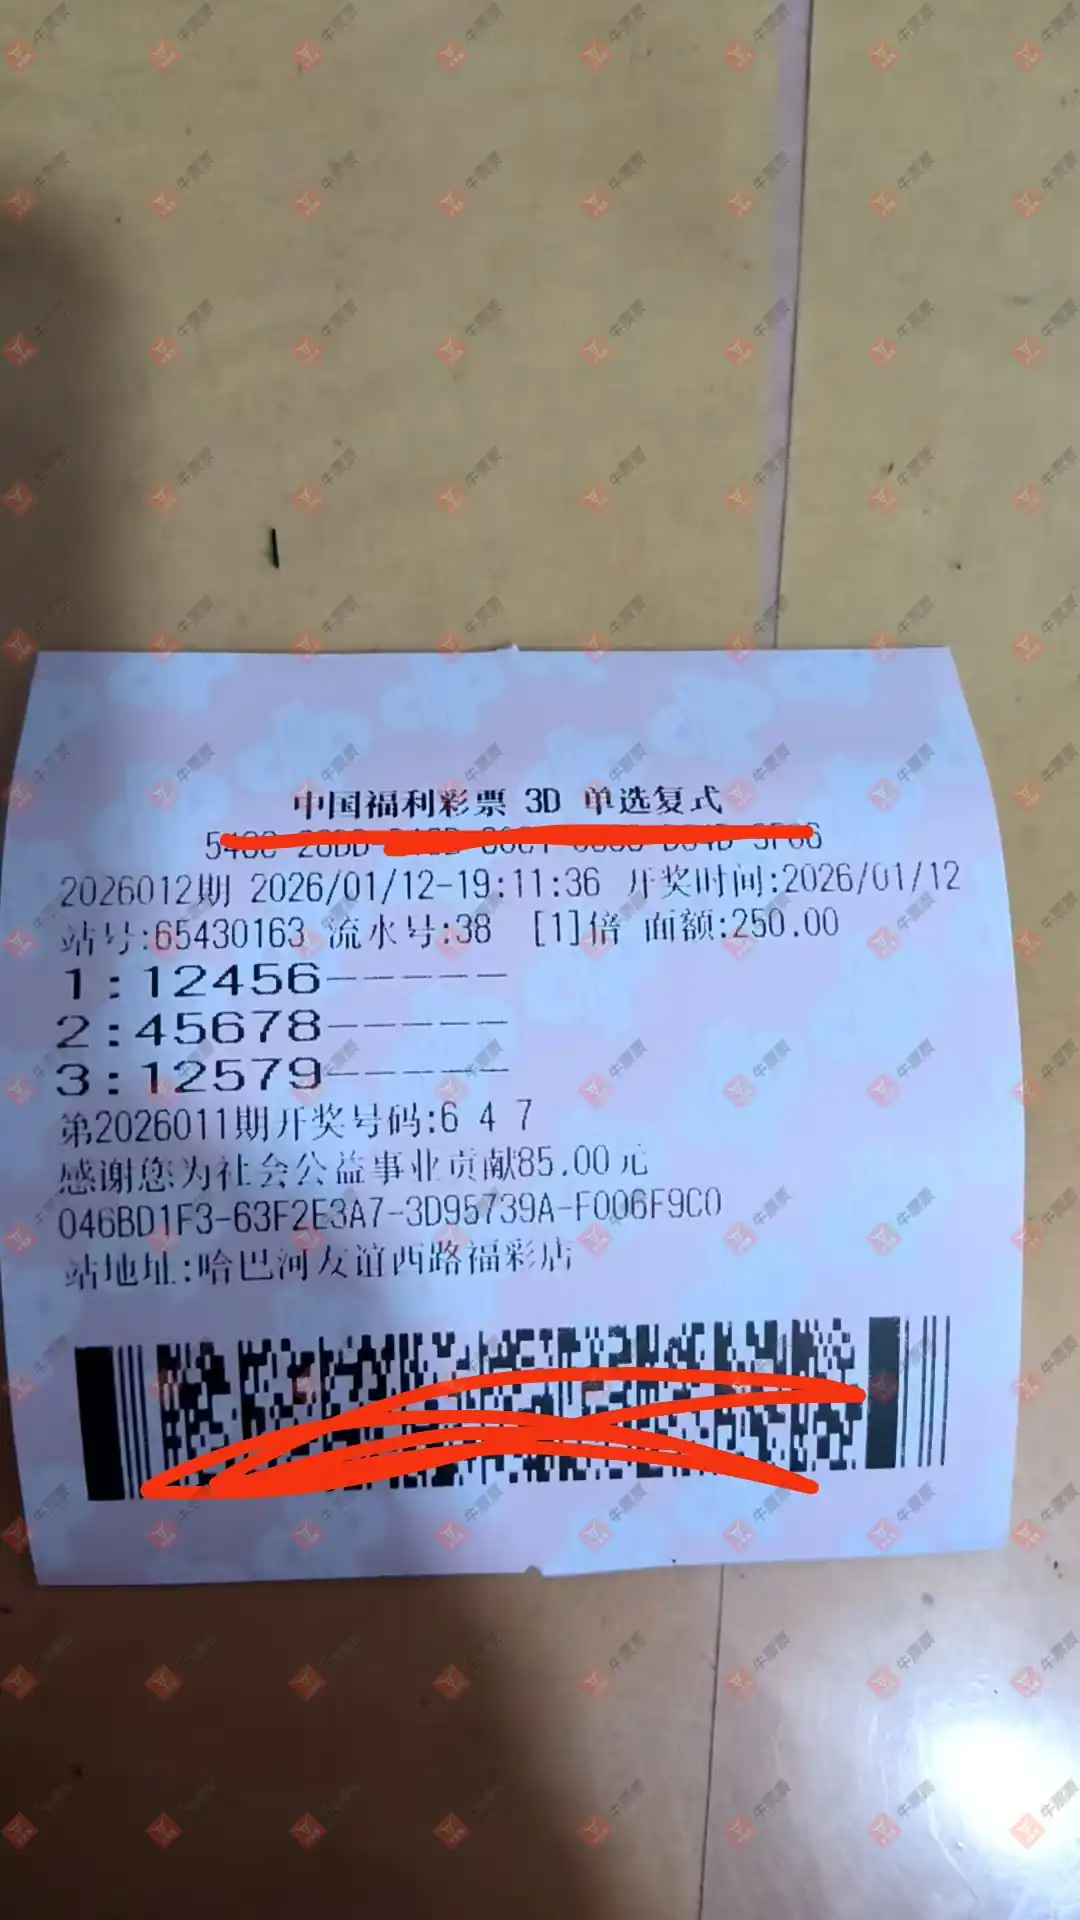 中国福利彩票 3D 单选复式
2026012期 2026/01/12-19:11:36 开奖时间:2026/01/12
站号:65430163 流水号:38 [1]倍 面额:250.00
1:12456-----
2:45678-----
3:12579-----
第2026011期开奖号码:6 4 7
感谢您为社会公益事业贡献85.00元
046BD1F3-63F2E3A7-3D95739A-F006F9C0
站地址:哈巴河友谊西路福彩店
牛票票